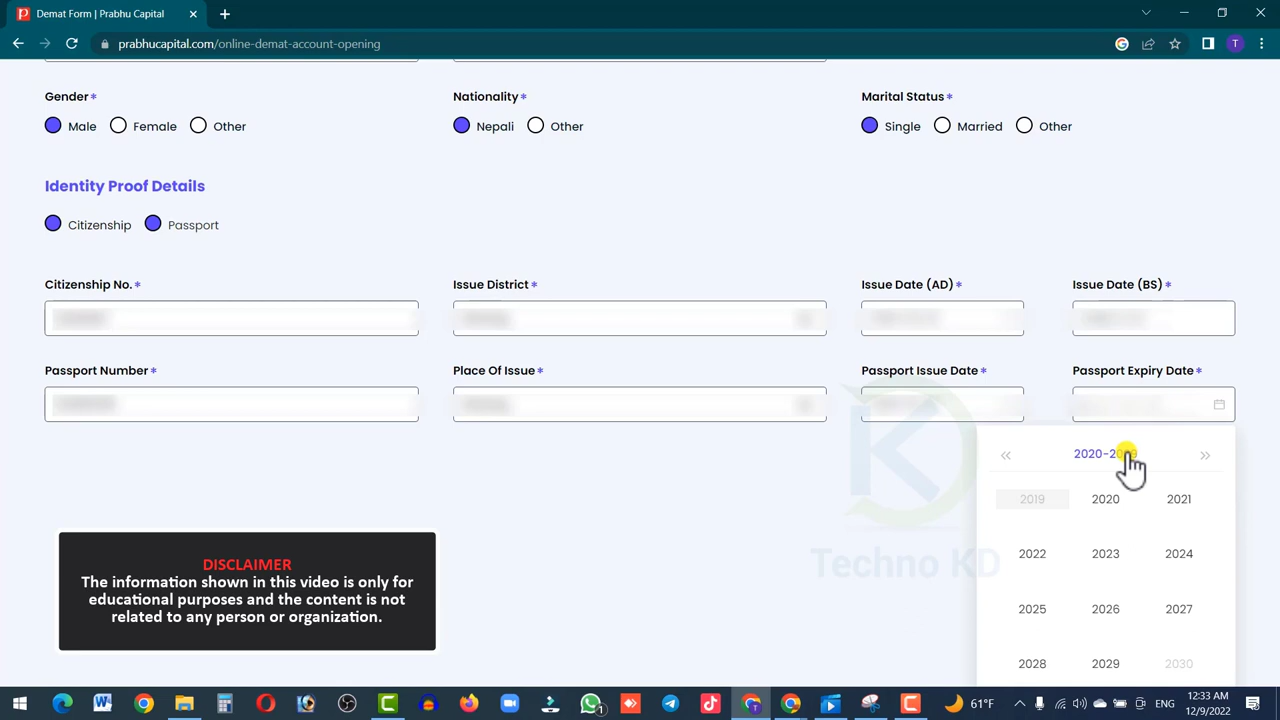 Demat Form | Prabhu Capital
prabhucapital.com/online-demat-account-opening
T
Gender*
Nationality*
Marital Status*
Male Female Other
Nepali Other
Single Married Other
Identity Proof Details
Citizenship Passport
Citizenship No.*
Issue District*
Issue Date (AD)*
Issue Date (BS)*
Passport Number*
Place Of Issue*
Passport Issue Date*
Passport Expiry Date*
2019 2020 2021
2022 2023 2024
2025 2026 2027
2028 2029 2030
Techno KD
DISCLAIMER
The information shown in this video is only for
educational purposes and the content is not
related to any person or organization.
61°F
ENG
12:33 AM
12/9/2022